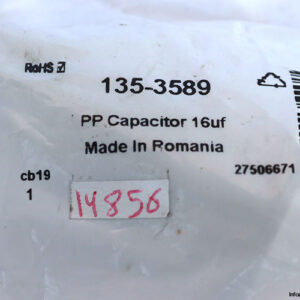 RoHS ☑
135-3589
PP Capacitor 16uf
Made In Romania
cb19
27506671
1
14856